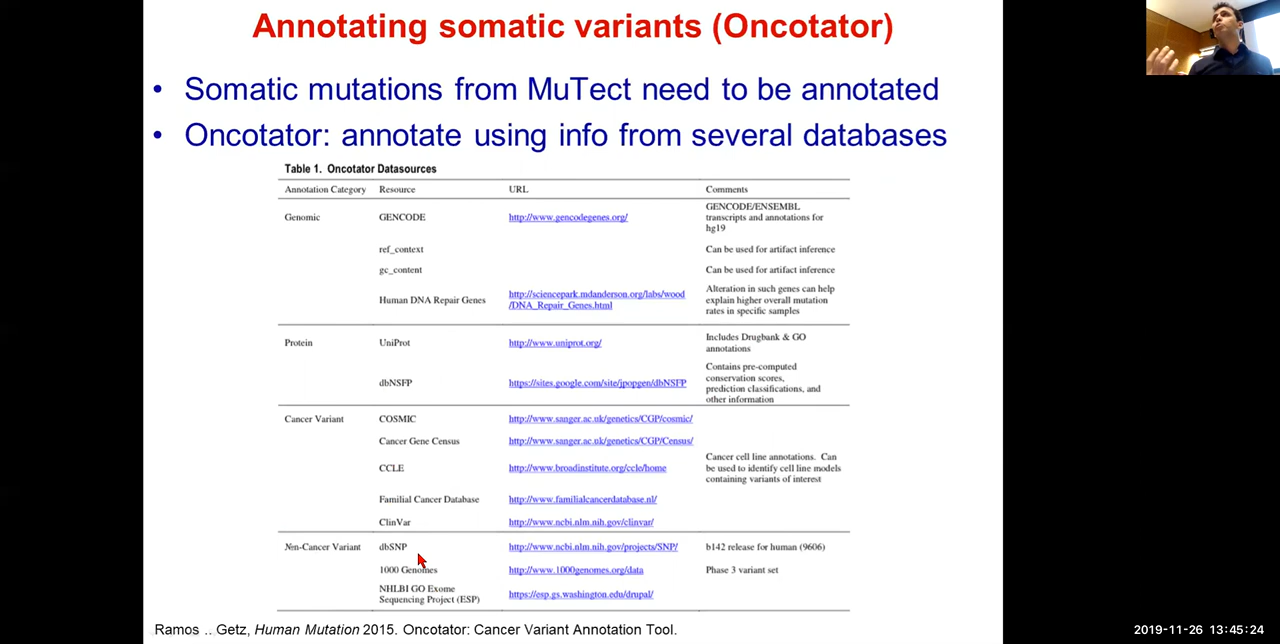 Annotating somatic variants (Oncotator)
• Somatic mutations from MuTect need to be annotated
• Oncotator: annotate using info from several databases
Table 1. Oncotator Datasources
Annotation Category Resource URL Comments
Genomic GENCODE http://www.gencodegenes.org/ GENCODE/ENSEMBL
transcripts and annotations for
hg19
ref_context Can be used for artifact inference
gc_content Can be used for artifact inference
Human DNA Repair Genes http://sciencepark.mdanderson.org/labs/wood
/DNA_Repair_Genes.html Alteration in such genes can help
explain higher overall mutation
rates in specific samples
Protein UniProt http://www.uniprot.org/ Includes Drugbank & GO
annotations
dbNSFP https://sites.google.com/site/jpopgen/dbNSFP Contains pre-computed
conservation scores,
prediction classifications, and
other information
Cancer Variant COSMIC http://www.sanger.ac.uk/genetics/CGP/cosmic/
Cancer Gene Census http://www.sanger.ac.uk/genetics/CGP/Census/
CCLE http://www.broadinstitute.org/ccle/home Cancer cell line annotations. Can
be used to identify cell line models
containing variants of interest
Familial Cancer Database http://www.familialcancerdatabase.nl/
ClinVar http://www.ncbi.nlm.nih.gov/clinvar/
Non-Cancer Variant dbSNP http://www.ncbi.nlm.nih.gov/projects/SNP/ b142 release for human (9606)
1000 Genomes http://www.1000genomes.org/data Phase 3 variant set
NHLBI GO Exome
Sequencing Project (ESP) https://esp.gs.washington.edu/drupal/
Ramos .. Getz, Human Mutation 2015. Oncotator: Cancer Variant Annotation Tool.
2019-11-26 13:45:24